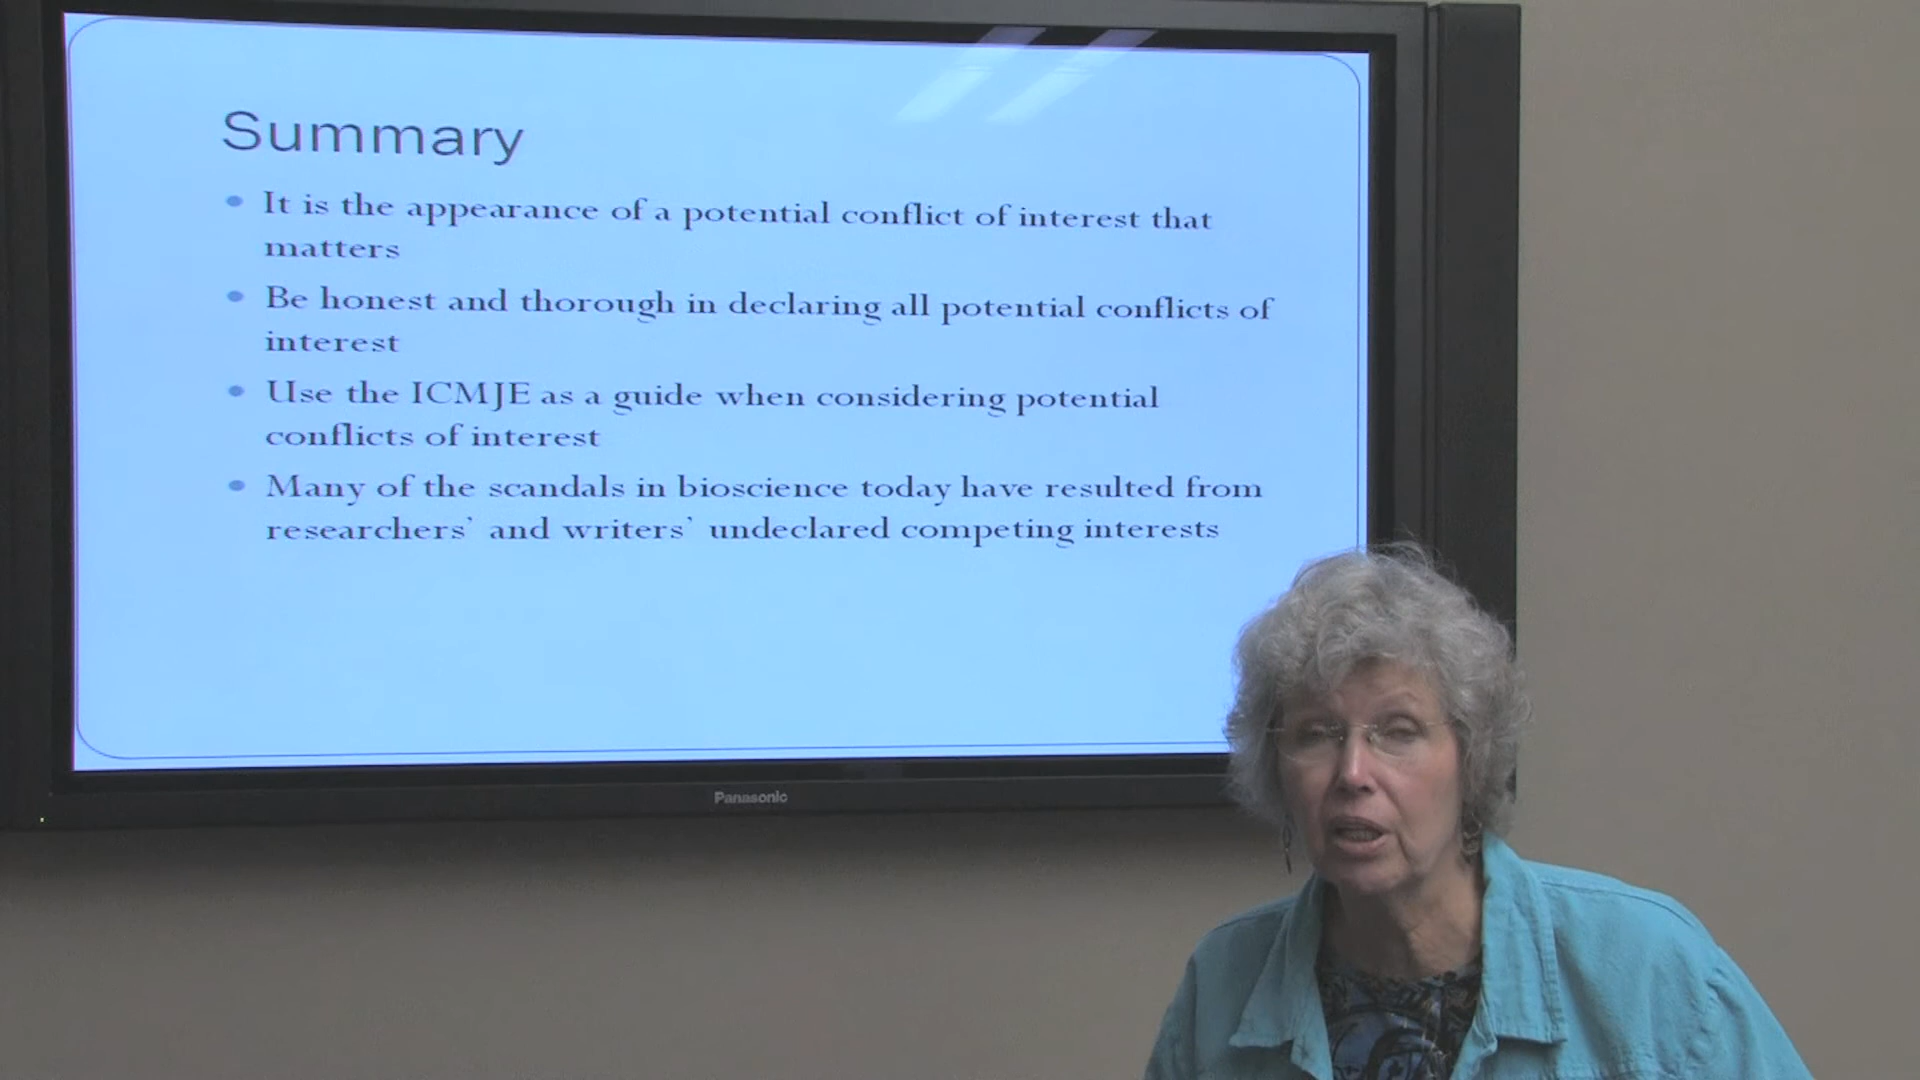 Summary
It is the appearance of a potential conflict of interest that
matters
Be honest and thorough in declaring all potential conflicts of
interest
Use the ICMJE as a guide when considering potential
conflicts of interest
Many of the scandals in bioscience today have resulted from
researchers' and writers' undeclared competing interests
Panasonic